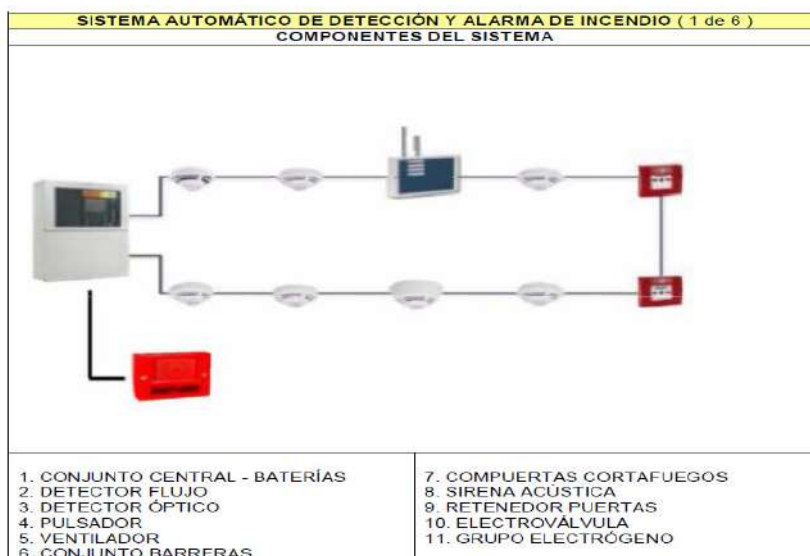 SISTEMA AUTOMÁTICO DE DETECCIÓN Y ALARMA DE INCENDIO ( 1 de 6 )
COMPONENTES DEL SISTEMA
1. CONJUNTO CENTRAL - BATERÍAS
2. DETECTOR FLUJO
3. DETECTOR ÓPTICO
4. PULSADOR
5. VENTILADOR
6. CONJUNTO BARRERAS
7. COMPUERTAS CORTAFUEGOS
8. SIRENA ACÚSTICA
9. RETENEDOR PUERTAS
10. ELECTROVÁLVULA
11. GRUPO ELECTRÓGENO